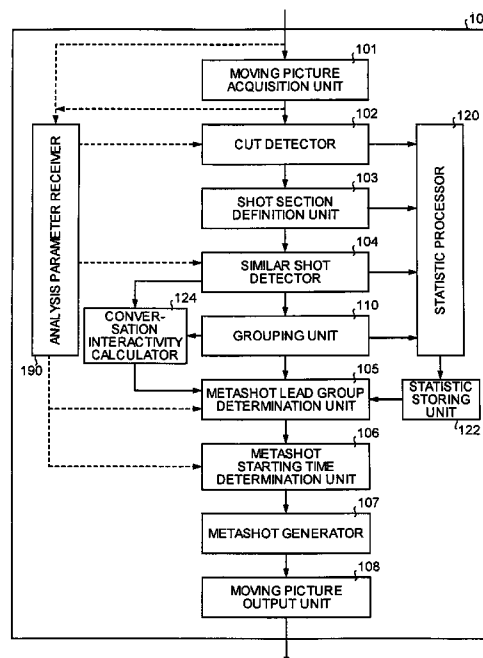 10
101
MOVING PICTURE
ACQUISITION UNIT
102
CUT DETECTOR
120
STATISTIC PROCESSOR
ANALYSIS PARAMETER RECEIVER
190
103
SHOT SECTION
DEFINITION UNIT
104
SIMILAR SHOT
DETECTOR
124
CONVER-
SATION
INTERACTIVITY
CALCULATOR
110
GROUPING UNIT
105
METASHOT LEAD GROUP
DETERMINATION UNIT
STATISTIC
STORING
UNIT
122
106
METASHOT
STARTING TIME
DETERMINATION UNIT
107
METASHOT GENERATOR
108
MOVING PICTURE
OUTPUT UNIT